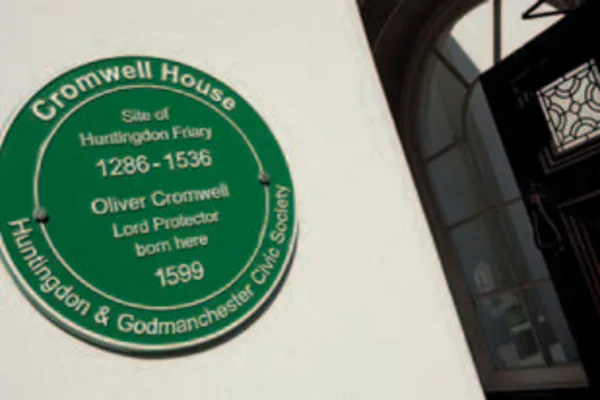 Cromwell House
Site of
Huntingdon Friary
1286-1536
Oliver Cromwell
Lord Protector
born here
1599
Huntingdon & Godmanchester Civic Society